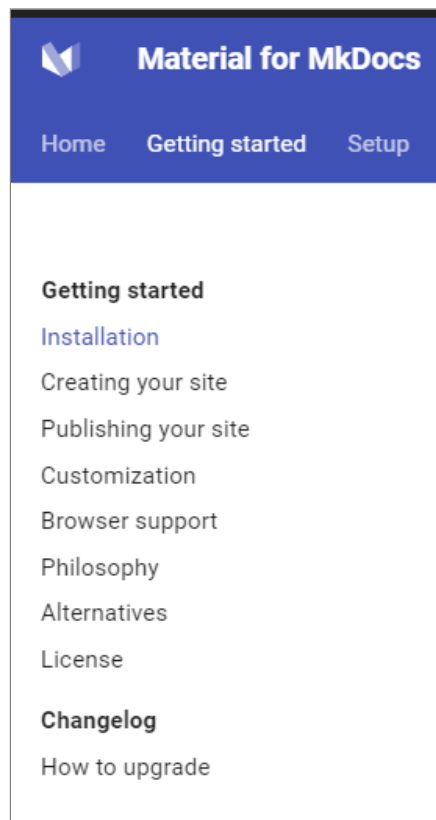 Material for MkDocs
Home Getting started Setup
Getting started
Installation
Creating your site
Publishing your site
Customization
Browser support
Philosophy
Alternatives
License
Changelog
How to upgrade